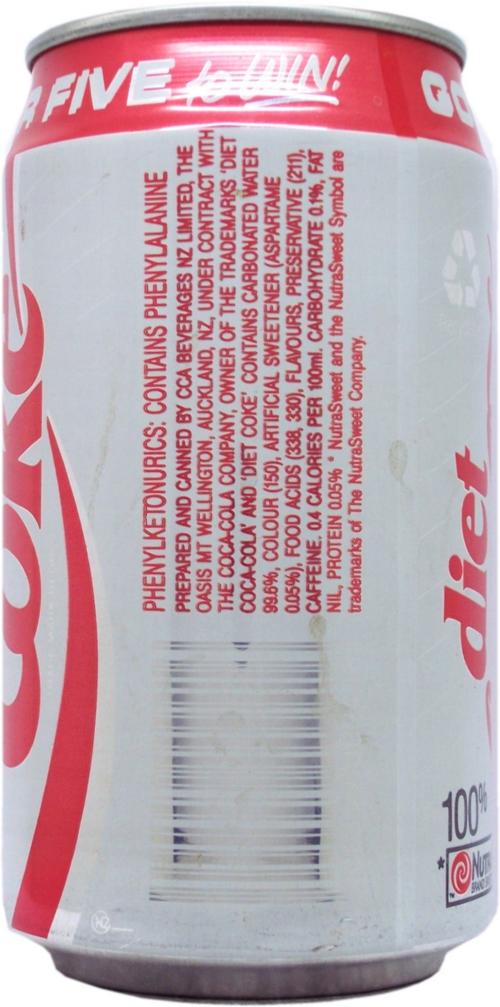 R FIVE to WIN!
GO
Coke
PHENYLKETONURICS: CONTAINS PHENYLALANINE
PREPARED AND CANNED BY CCA BEVERAGES NZ LIMITED, THE
OASIS MT WELLINGTON, AUCKLAND, NZ, UNDER CONTRACT WITH
THE COCA-COLA COMPANY, OWNER OF THE TRADEMARKS 'DIET
COCA-COLA' AND 'DIET COKE'. CONTAINS CARBONATED WATER
99.6%, COLOUR (150), ARTIFICIAL SWEETENER (ASPARTAME
0.05%), FOOD ACIDS (338, 330), FLAVOURS, PRESERVATIVE (211),
CAFFEINE. 0.4 CALORIES PER 100ml. CARBOHYDRATE 0.1%, FAT
NIL, PROTEIN 0.05% * NutraSweet and the NutraSweet Symbol are
trademarks of The NutraSweet Company.
diet
100%
* Nut
NZ